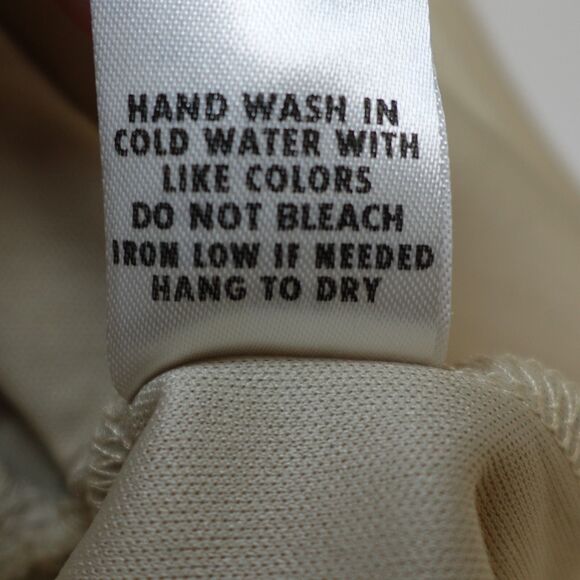 HAND WASH IN
COLD WATER WITH
LIKE COLORS
DO NOT BLEACH
IRON LOW IF NEEDED
HANG TO DRY